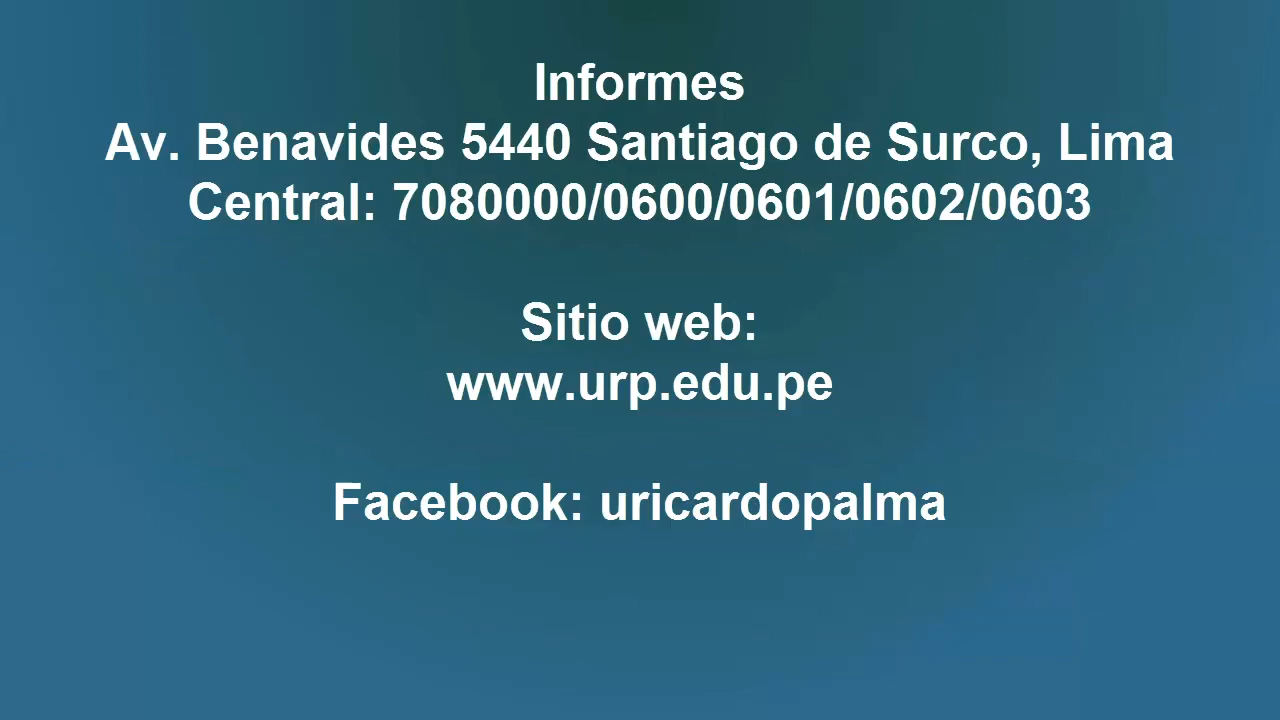 Informes
Av. Benavides 5440 Santiago de Surco, Lima
Central: 7080000/0600/0601/0602/0603
Sitio web:
www.urp.edu.pe
Facebook: uricardopalma